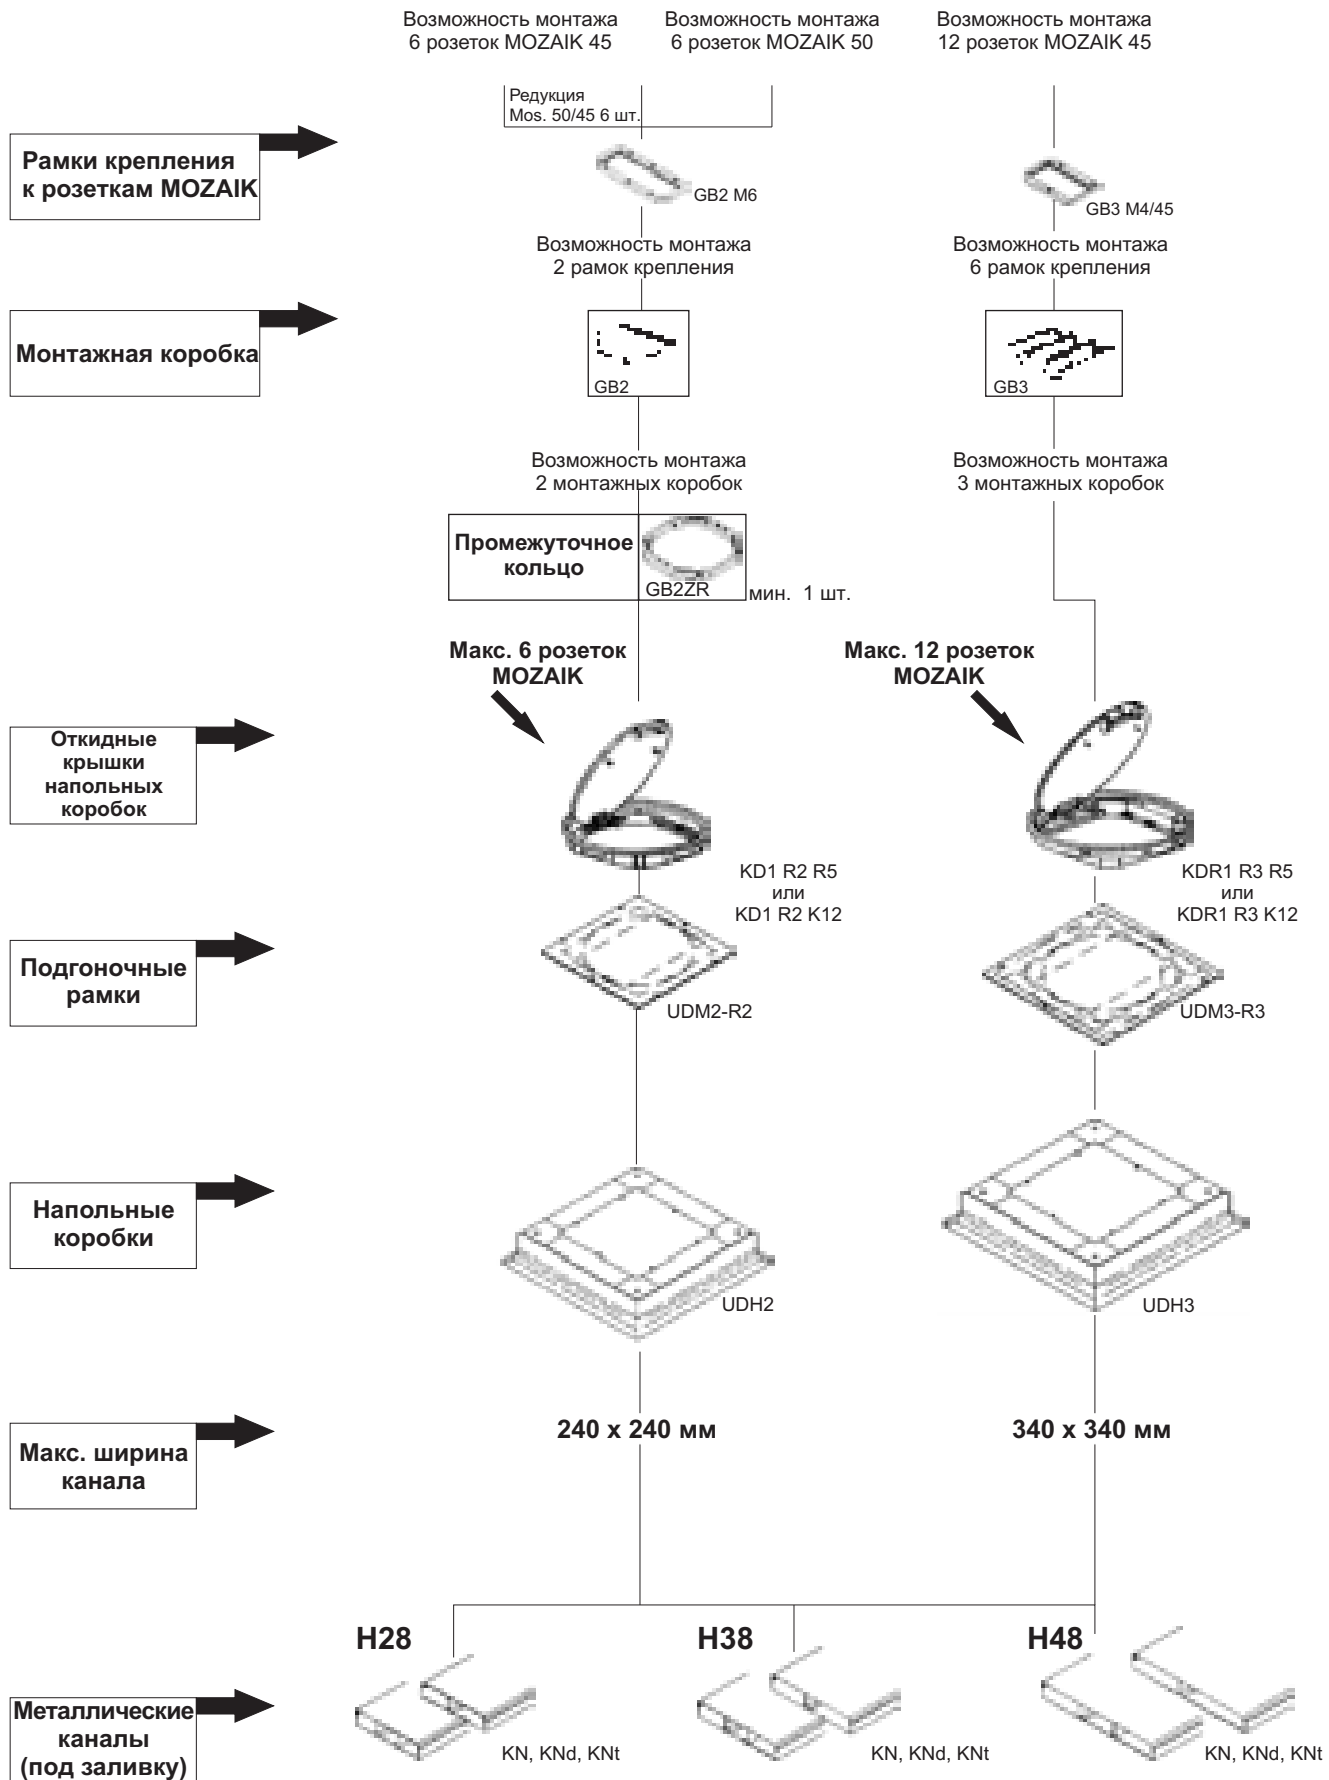 Возможность монтажа
6 розеток MOZAIK 45
Возможность монтажа
6 розеток MOZAIK 50
Возможность монтажа
12 розеток MOZAIK 45
Редукция
Mos. 50/45 6 шт.
Рамки крепления
к розеткам MOZAIK
GB2 M6
GB3 M4/45
Возможность монтажа
2 рамок крепления
Возможность монтажа
6 рамок крепления
Монтажная коробка
GB2
GB3
Возможность монтажа
2 монтажных коробок
Возможность монтажа
3 монтажных коробок
Промежуточное
кольцо
GB2ZR
мин. 1 шт.
Макс. 6 розеток
MOZAIK
Макс. 12 розеток
MOZAIK
Откидные
крышки
напольных
коробок
KD1 R2 R5
или
KD1 R2 K12
KDR1 R3 R5
или
KDR1 R3 K12
Подгоночные
рамки
UDM2-R2
UDM3-R3
Напольные
коробки
UDH2
UDH3
Макс. ширина
канала
240 x 240 мм
340 x 340 мм
H28
H38
H48
Металлические
каналы
(под заливку)
KN, KNd, KNt
KN, KNd, KNt
KN, KNd, KNt